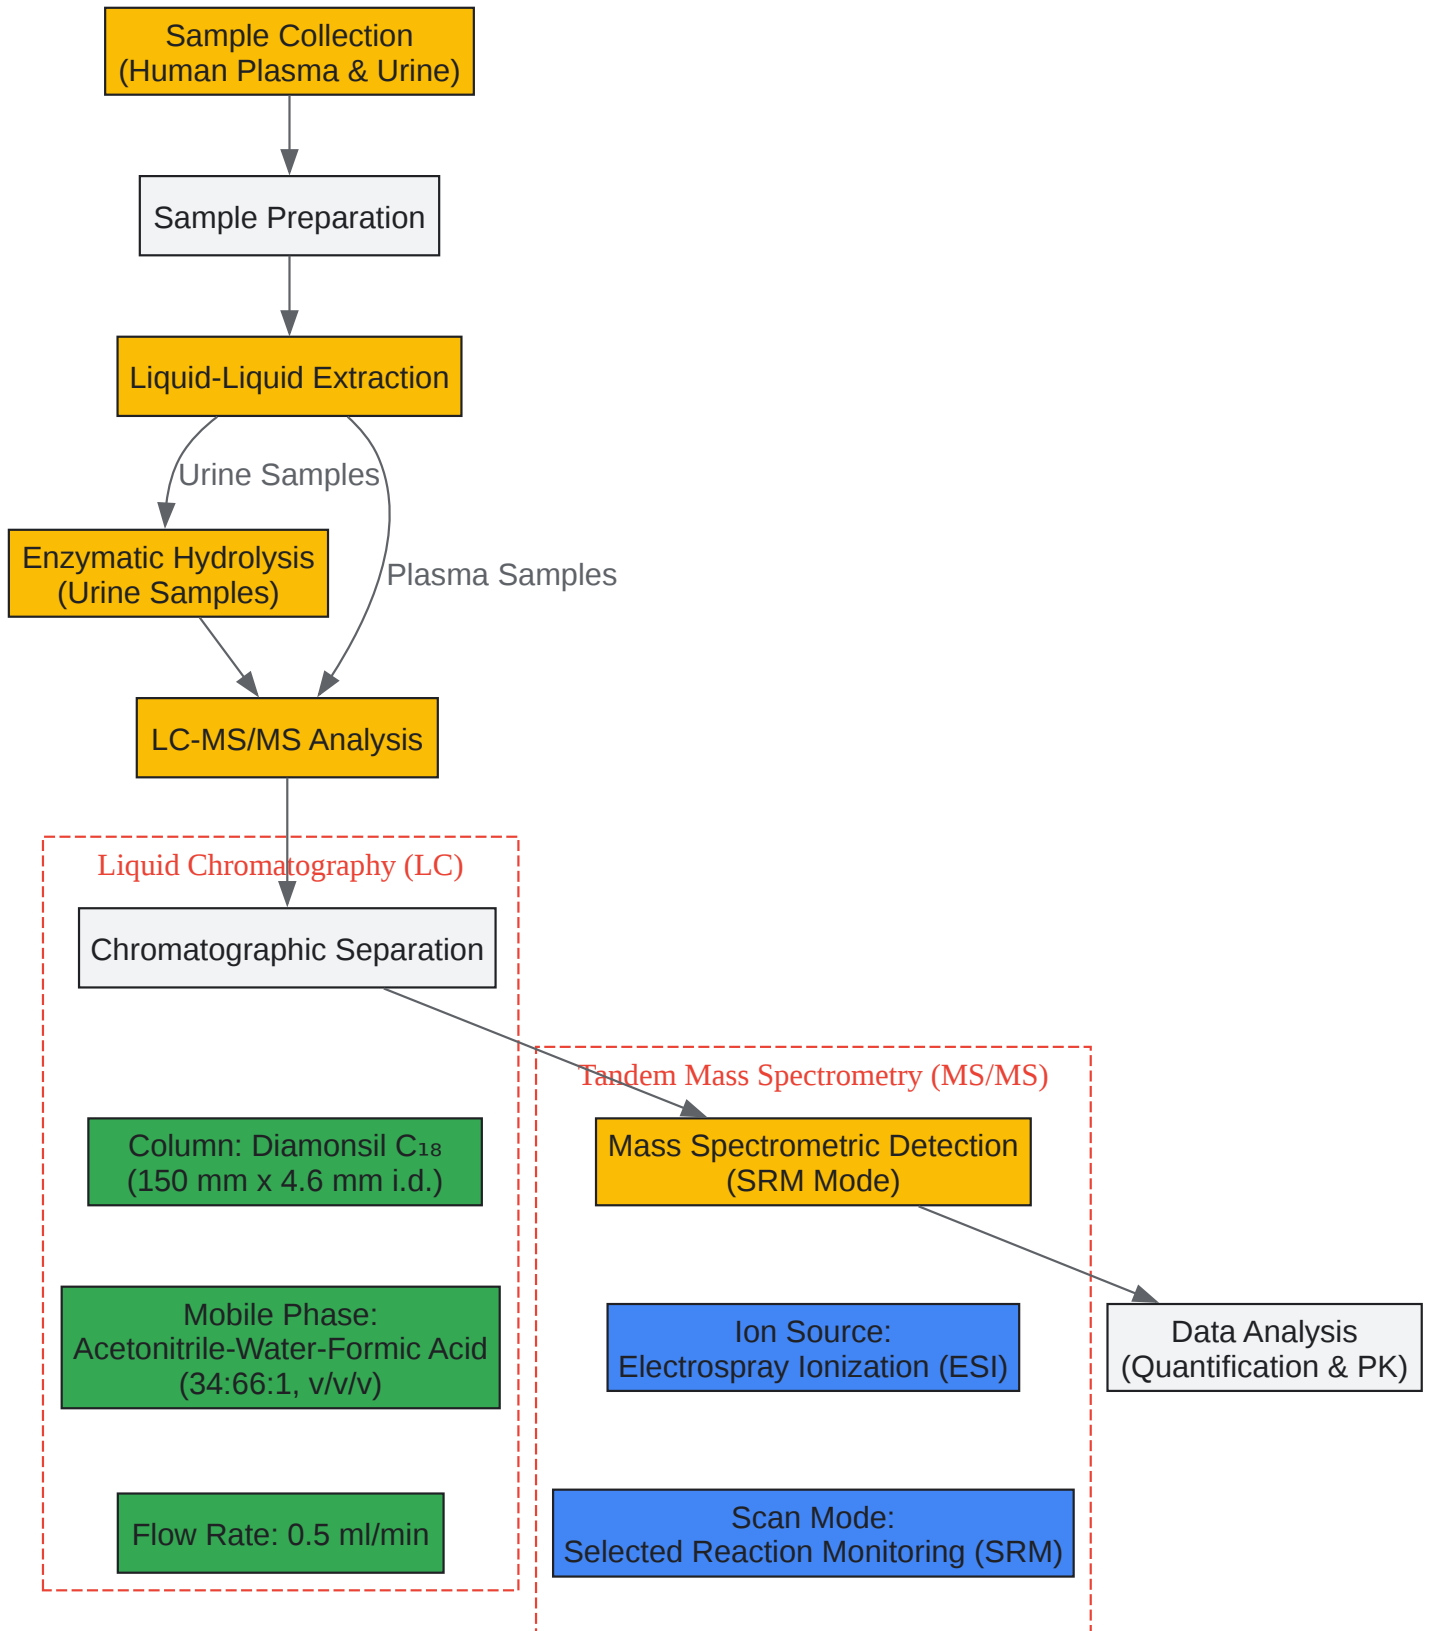 Sample Collection
(Human Plasma & Urine)
Sample Preparation
Liquid-Liquid Extraction
Urine Samples
Enzymatic Hydrolysis
(Urine Samples)
Plasma Samples
LC-MS/MS Analysis
Liquid Chromatography (LC)
Chromatographic Separation
Column: Diamonsil C₁₈
(150 mm x 4.6 mm i.d.)
Mobile Phase:
Acetonitrile-Water-Formic Acid
(34:66:1, v/v/v)
Flow Rate: 0.5 ml/min
Tandem Mass Spectrometry (MS/MS)
Mass Spectrometric Detection
(SRM Mode)
Ion Source:
Electrospray Ionization (ESI)
Scan Mode:
Selected Reaction Monitoring (SRM)
Data Analysis
(Quantification & PK)